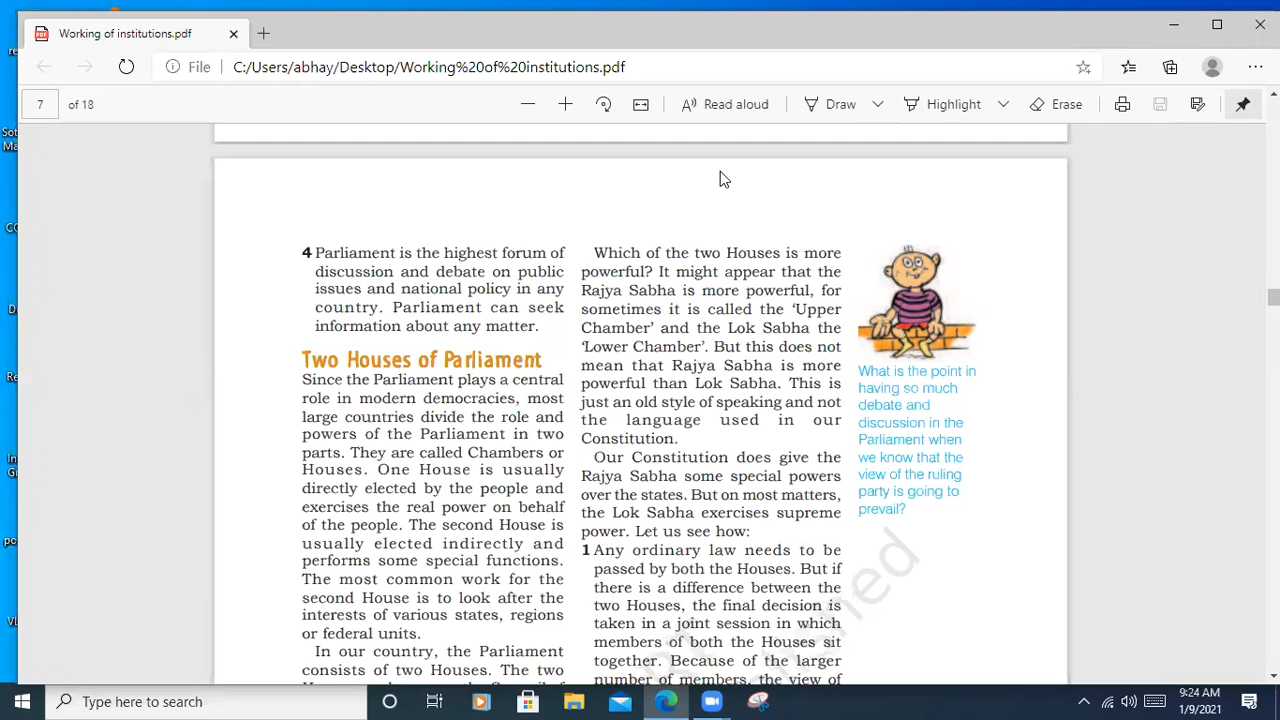 Working of institutions.pdf
File C:/Users/abhay/Desktop/Working%20of%20institutions.pdf
7 of 18 Read aloud Draw Highlight Erase
4 Parliament is the highest forum of
discussion and debate on public
issues and national policy in any
country. Parliament can seek
information about any matter.
Two Houses of Parliament
Since the Parliament plays a central
role in modern democracies, most
large countries divide the role and
powers of the Parliament in two
parts. They are called Chambers or
Houses. One House is usually
directly elected by the people and
exercises the real power on behalf
of the people. The second House is
usually elected indirectly and
performs some special functions.
The most common work for the
second House is to look after the
interests of various states, regions
or federal units.
In our country, the Parliament
consists of two Houses. The two
Which of the two Houses is more
powerful? It might appear that the
Rajya Sabha is more powerful, for
sometimes it is called the ‘Upper
Chamber’ and the Lok Sabha the
‘Lower Chamber’. But this does not
mean that Rajya Sabha is more
powerful than Lok Sabha. This is
just an old style of speaking and not
the language used in our
Constitution.
Our Constitution does give the
Rajya Sabha some special powers
over the states. But on most matters,
the Lok Sabha exercises supreme
power. Let us see how:
1 Any ordinary law needs to be
passed by both the Houses. But if
there is a difference between the
two Houses, the final decision is
taken in a joint session in which
members of both the Houses sit
together. Because of the larger
number of members, the view of
What is the point in
having so much
debate and
discussion in the
Parliament when
we know that the
view of the ruling
party is going to
prevail?
Type here to search
9:24 AM
1/9/2021